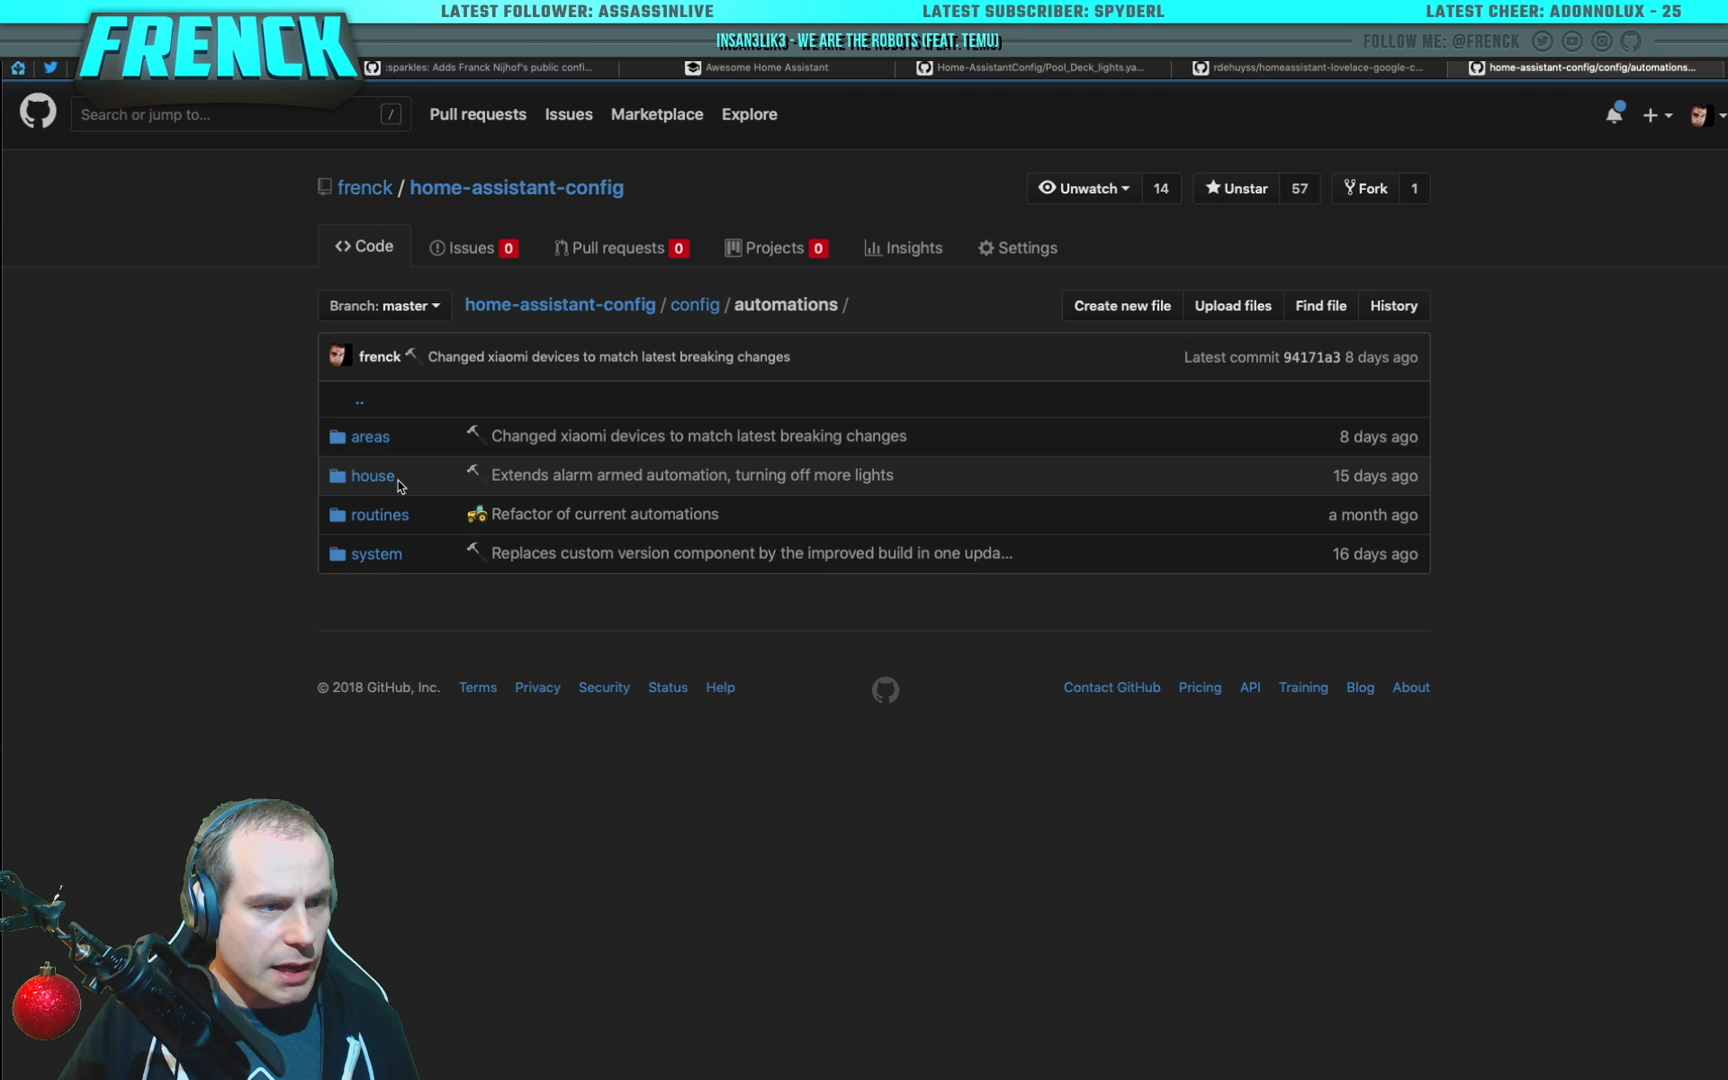 LATEST FOLLOWER: ASSASS1NLIVE
LATEST SUBSCRIBER: SPYDERL
LATEST CHEER: ADONNOLUX - 25
FRENCK
INSAN3LIK3 - WE ARE THE ROBOTS (FEAT. TEMU)
FOLLOW ME: @FRENCK
:sparkles: Adds Franck Nijhof's public confi...
Awesome Home Assistant
Home-AssistantConfig/Pool_Deck_lights.ya...
rdehuyss/homeassistant-lovelace-google-c...
home-assistant-config/config/automations...
Search or jump to...
/
Pull requests
Issues
Marketplace
Explore
frenck / home-assistant-config
Unwatch 14
Unstar 57
Fork 1
Code
Issues 0
Pull requests 0
Projects 0
Insights
Settings
Branch: master
home-assistant-config / config / automations /
Create new file
Upload files
Find file
History
frenck Changed xiaomi devices to match latest breaking changes
Latest commit 94171a3 8 days ago
..
areas Changed xiaomi devices to match latest breaking changes 8 days ago
house Extends alarm armed automation, turning off more lights 15 days ago
routines Refactor of current automations a month ago
system Replaces custom version component by the improved build in one upda... 16 days ago
© 2018 GitHub, Inc. Terms Privacy Security Status Help
Contact GitHub Pricing API Training Blog About